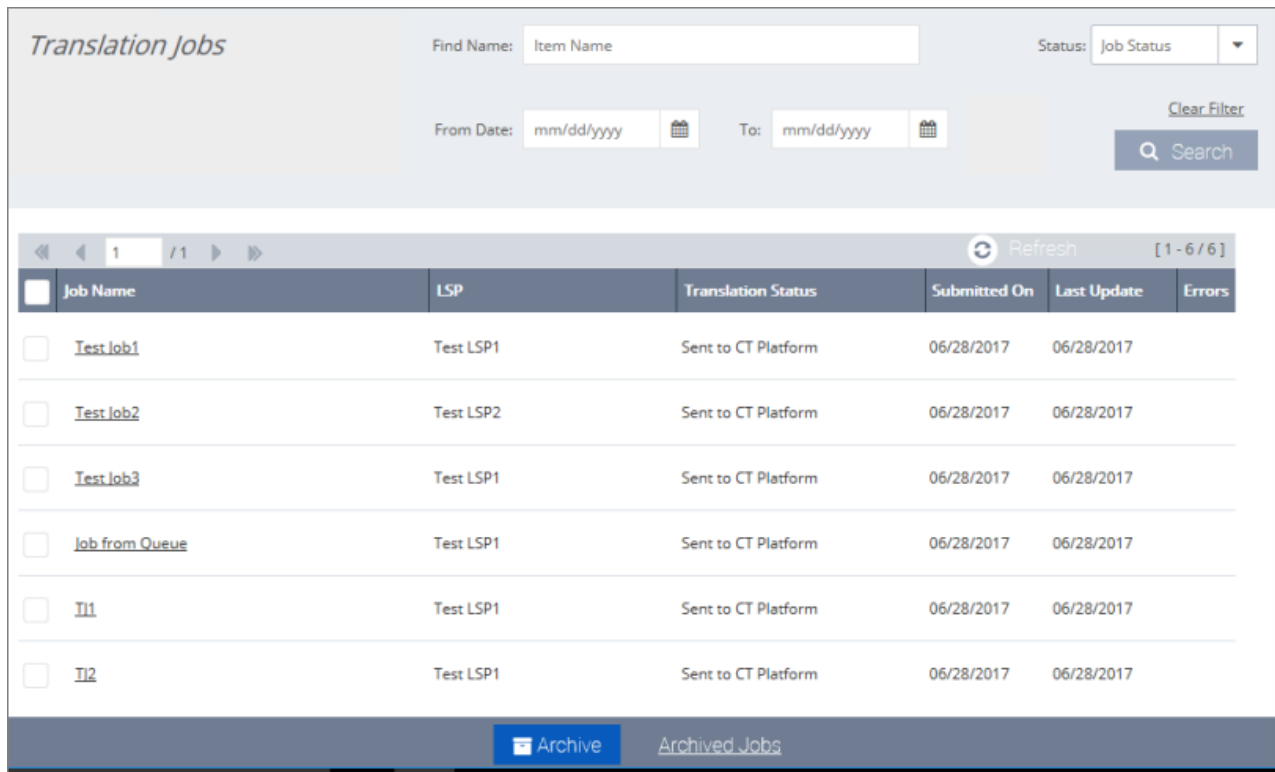 Translation Jobs
Find Name: Item Name Status: Job Status
From Date: mm/dd/yyyy To: mm/dd/yyyy
Clear Filter
Search
1 / 1 Refresh [ 1 - 6 / 6 ]
Job Name LSP Translation Status Submitted On Last Update Errors
Test Job1 Test LSP1 Sent to CT Platform 06/28/2017 06/28/2017
Test Job2 Test LSP2 Sent to CT Platform 06/28/2017 06/28/2017
Test Job3 Test LSP1 Sent to CT Platform 06/28/2017 06/28/2017
Job from Queue Test LSP1 Sent to CT Platform 06/28/2017 06/28/2017
TJ1 Test LSP1 Sent to CT Platform 06/28/2017 06/28/2017
TJ2 Test LSP1 Sent to CT Platform 06/28/2017 06/28/2017
Archive Archived Jobs